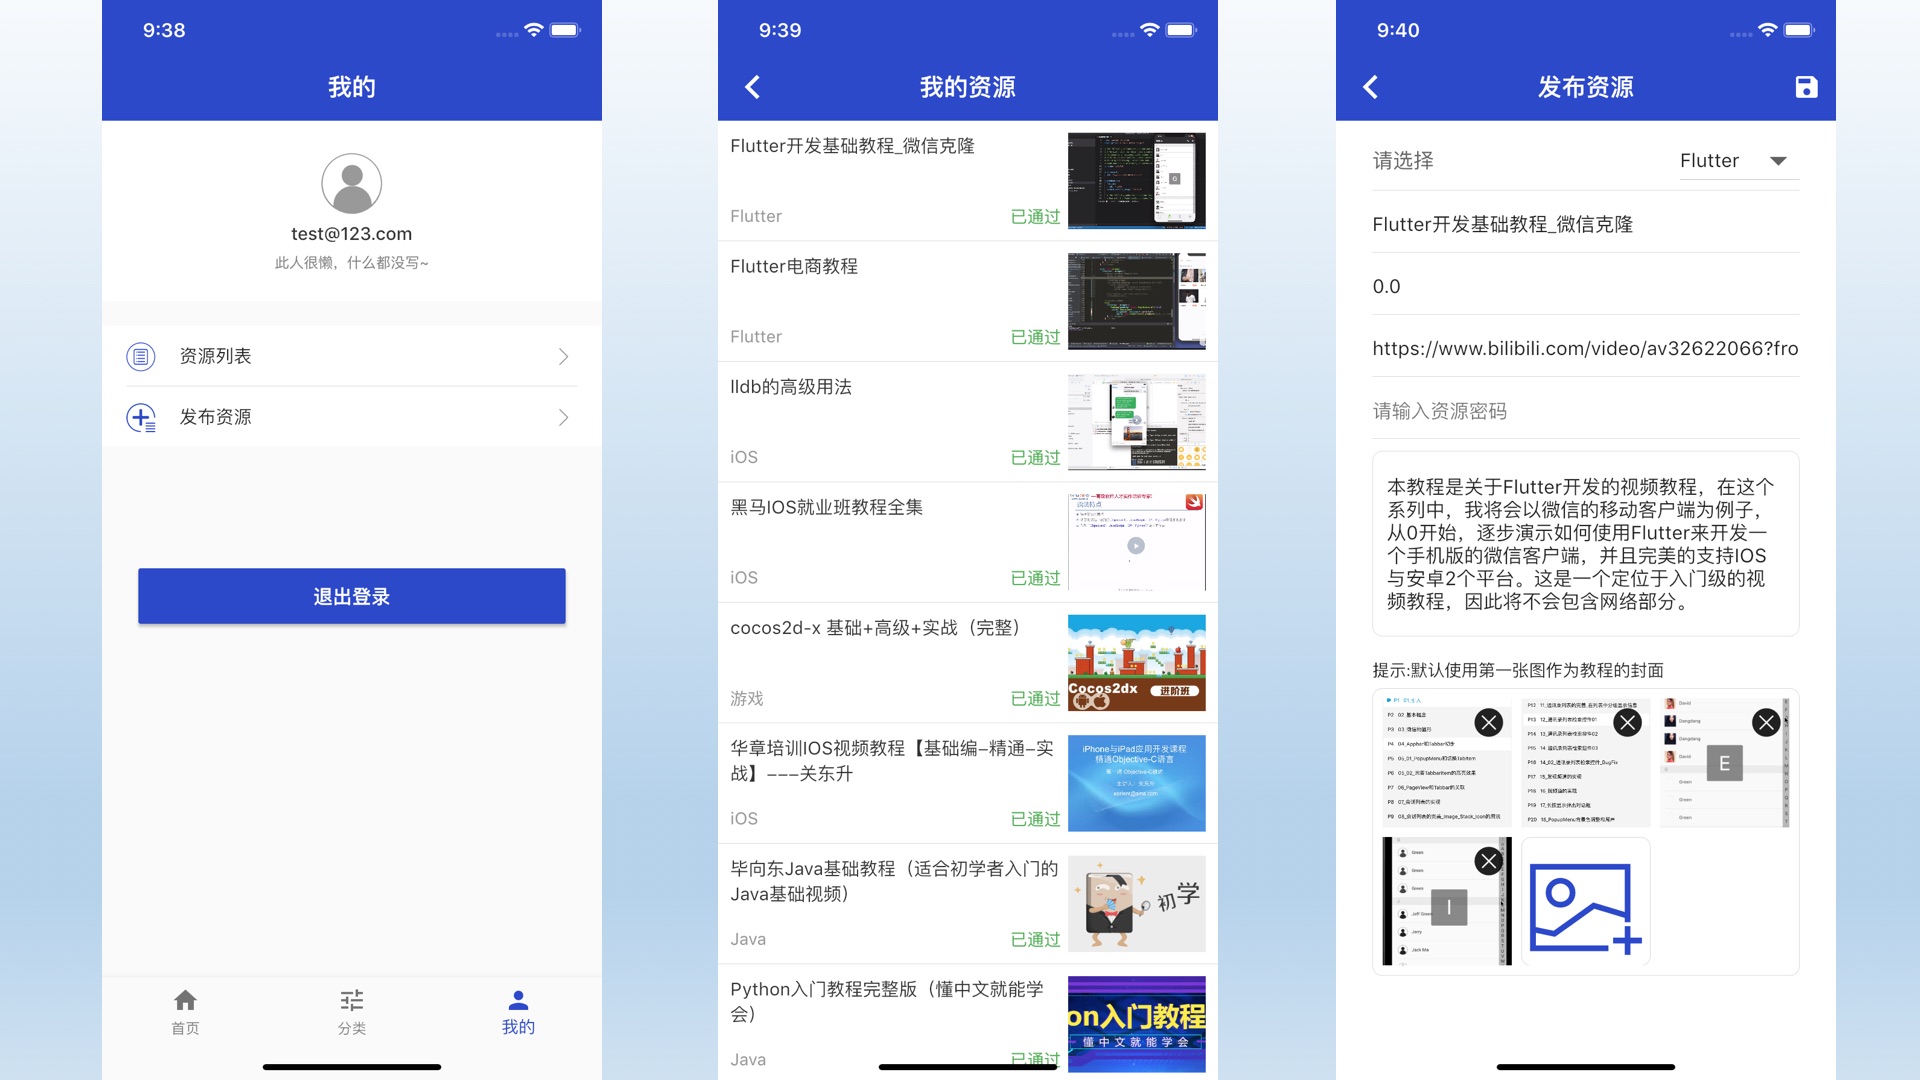 9:38
我的
test@123.com
此人很懒，什么都没写~
资源列表
发布资源
退出登录
首页
分类
我的
9:39
我的资源
Flutter开发基础教程_微信克隆
Flutter
已通过
Flutter电商教程
Flutter
已通过
lldb的高级用法
iOS
已通过
黑马IOS就业班教程全集
语法特点
iOS
已通过
cocos2d-x 基础+高级+实战（完整）
游戏
已通过
Cocos2dx
进阶班
华章培训IOS视频教程【基础编-精通-实
战】---关东升
iOS
已通过
iPhone与iPad应用开发课程
精通Objective-C语言
毕向东Java基础教程（适合初学者入门的
Java基础视频）
Java
已通过
初学
Python入门教程完整版（懂中文就能学
会）
Java
已通过
on入门教程
懂中文就能学会
9:40
发布资源
请选择
Flutter
Flutter开发基础教程_微信克隆
0.0
https://www.bilibili.com/video/av32622066?fro
请输入资源密码
本教程是关于Flutter开发的视频教程，在这个
系列中，我将会以微信的移动客户端为例子，
从0开始，逐步演示如何使用Flutter来开发一
个手机版的微信客户端，并且完美的支持IOS
与安卓2个平台。这是一个定位于入门级的视
频教程，因此将不会包含网络部分。
提示:默认使用第一张图作为教程的封面
E
I